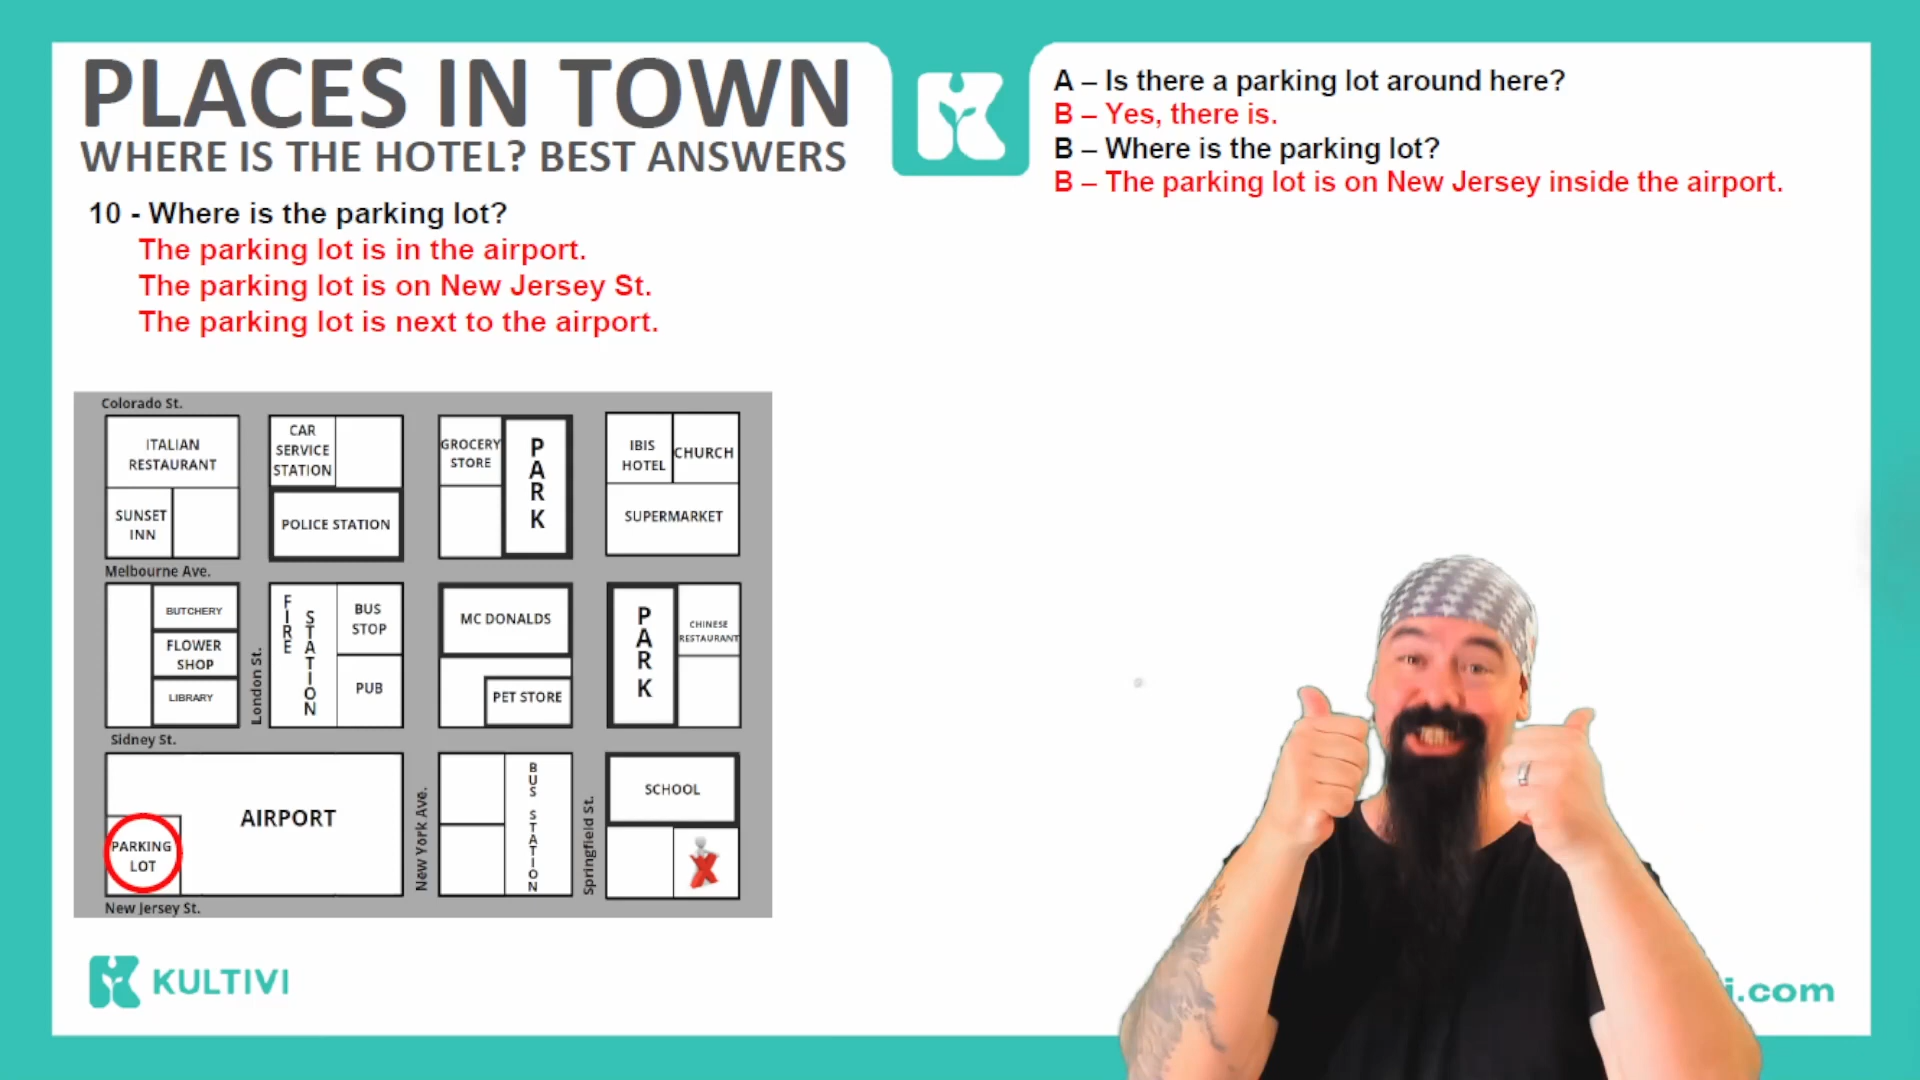 PLACES IN TOWN
WHERE IS THE HOTEL? BEST ANSWERS
10 - Where is the parking lot?
The parking lot is in the airport.
The parking lot is on New Jersey St.
The parking lot is next to the airport.
A – Is there a parking lot around here?
B – Yes, there is.
B – Where is the parking lot?
B – The parking lot is on New Jersey inside the airport.
Colorado St.
ITALIAN
RESTAURANT
SUNSET
INN
CAR
SERVICE
STATION
POLICE STATION
GROCERY
STORE
PARK
IBIS
HOTEL
CHURCH
SUPERMARKET
Melbourne Ave.
BUTCHERY
FLOWER
SHOP
LIBRARY
London St.
FIRE
STATION
BUS
STOP
PUB
MC DONALDS
PET STORE
PARK
CHINESE
RESTAURANT
Sidney St.
AIRPORT
PARKING
LOT
New York Ave.
BUS STATION
Springfield St.
SCHOOL
X
New Jersey St.
KULTIVI
i.com